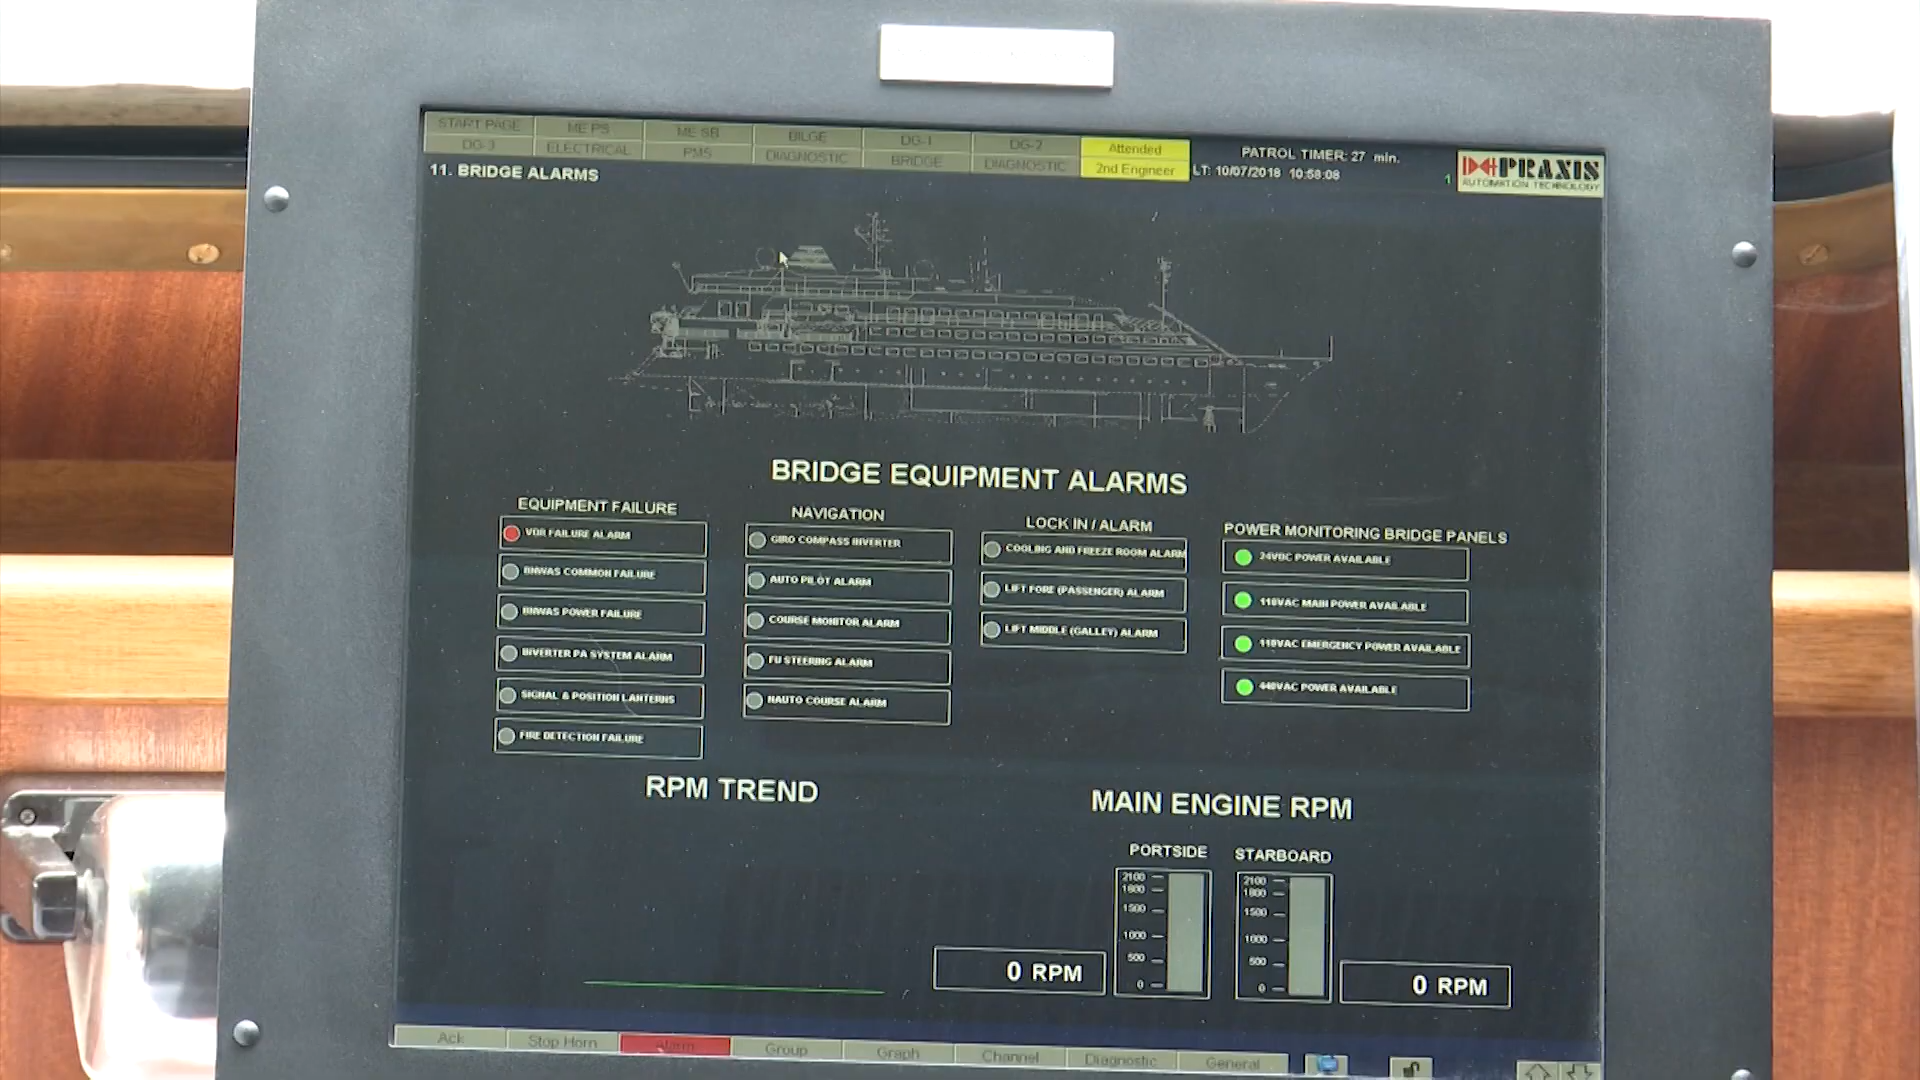 START PAGE ME PS ME SB BILGE DG-1 DG-2 Attended
DG-3 ELECTRICAL PMS DIAGNOSTIC BRIDGE DIAGNOSTIC 2nd Engineer
PATROL TIMER: 27 min.
LT: 10/07/2018 10:58:08
1
PRAXIS
AUTOMATION TECHNOLOGY
11. BRIDGE ALARMS
BRIDGE EQUIPMENT ALARMS
EQUIPMENT FAILURE
VDR FAILURE ALARM
BNWAS COMMON FAILURE
BNWAS POWER FAILURE
INVERTER PA SYSTEM ALARM
SIGNAL & POSITION LANTERNS
FIRE DETECTION FAILURE
NAVIGATION
GIRO COMPASS INVERTER
AUTO PILOT ALARM
COURSE MONITOR ALARM
FU STEERING ALARM
NAUTO COURSE ALARM
LOCK IN / ALARM
COOLING AND FREEZE ROOM ALARM
LIFT FORE (PASSENGER) ALARM
LIFT MIDDLE (GALLEY) ALARM
POWER MONITORING BRIDGE PANELS
24VDC POWER AVAILABLE
110VAC MAIN POWER AVAILABLE
110VAC EMERGENCY POWER AVAILABLE
440VAC POWER AVAILABLE
RPM TREND
MAIN ENGINE RPM
PORTSIDE
2100
1800
1500
1000
500
0
0 RPM
STARBOARD
2100
1800
1500
1000
500
0
0 RPM
Ack Stop Horn Alarm Group Graph Channel Diagnostic General